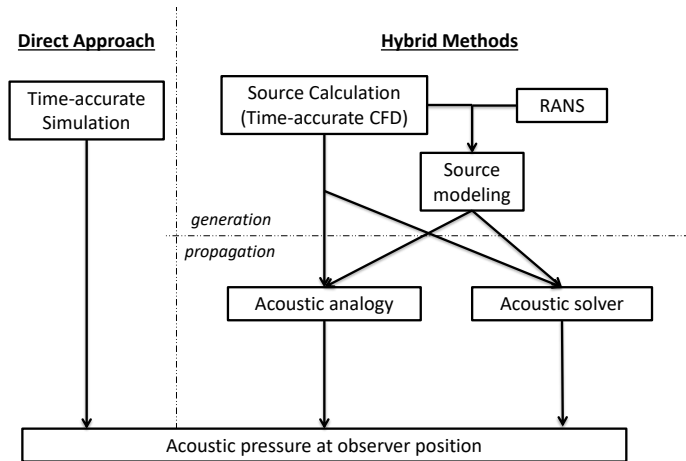 Direct Approach
Hybrid Methods
Time-accurate
Simulation
Source Calculation
(Time-accurate CFD)
RANS
Source
modeling
generation
propagation
Acoustic analogy
Acoustic solver
Acoustic pressure at observer position